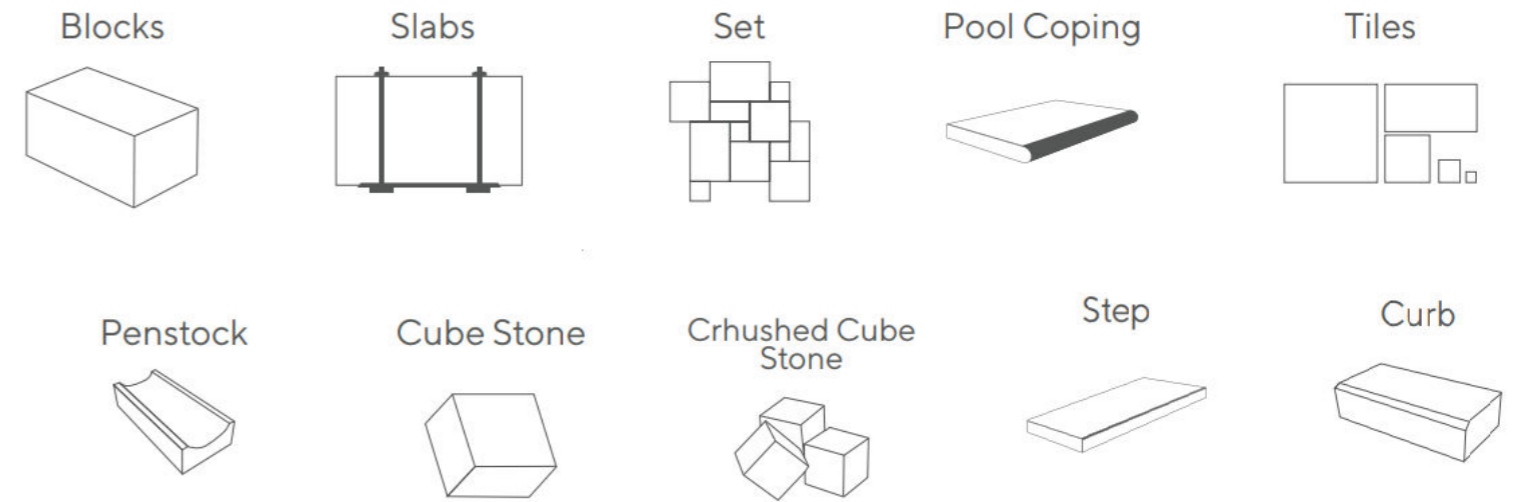 Blocks
Slabs
Set
Pool Coping
Tiles
Penstock
Cube Stone
Crhushed Cube
Stone
Step
Curb